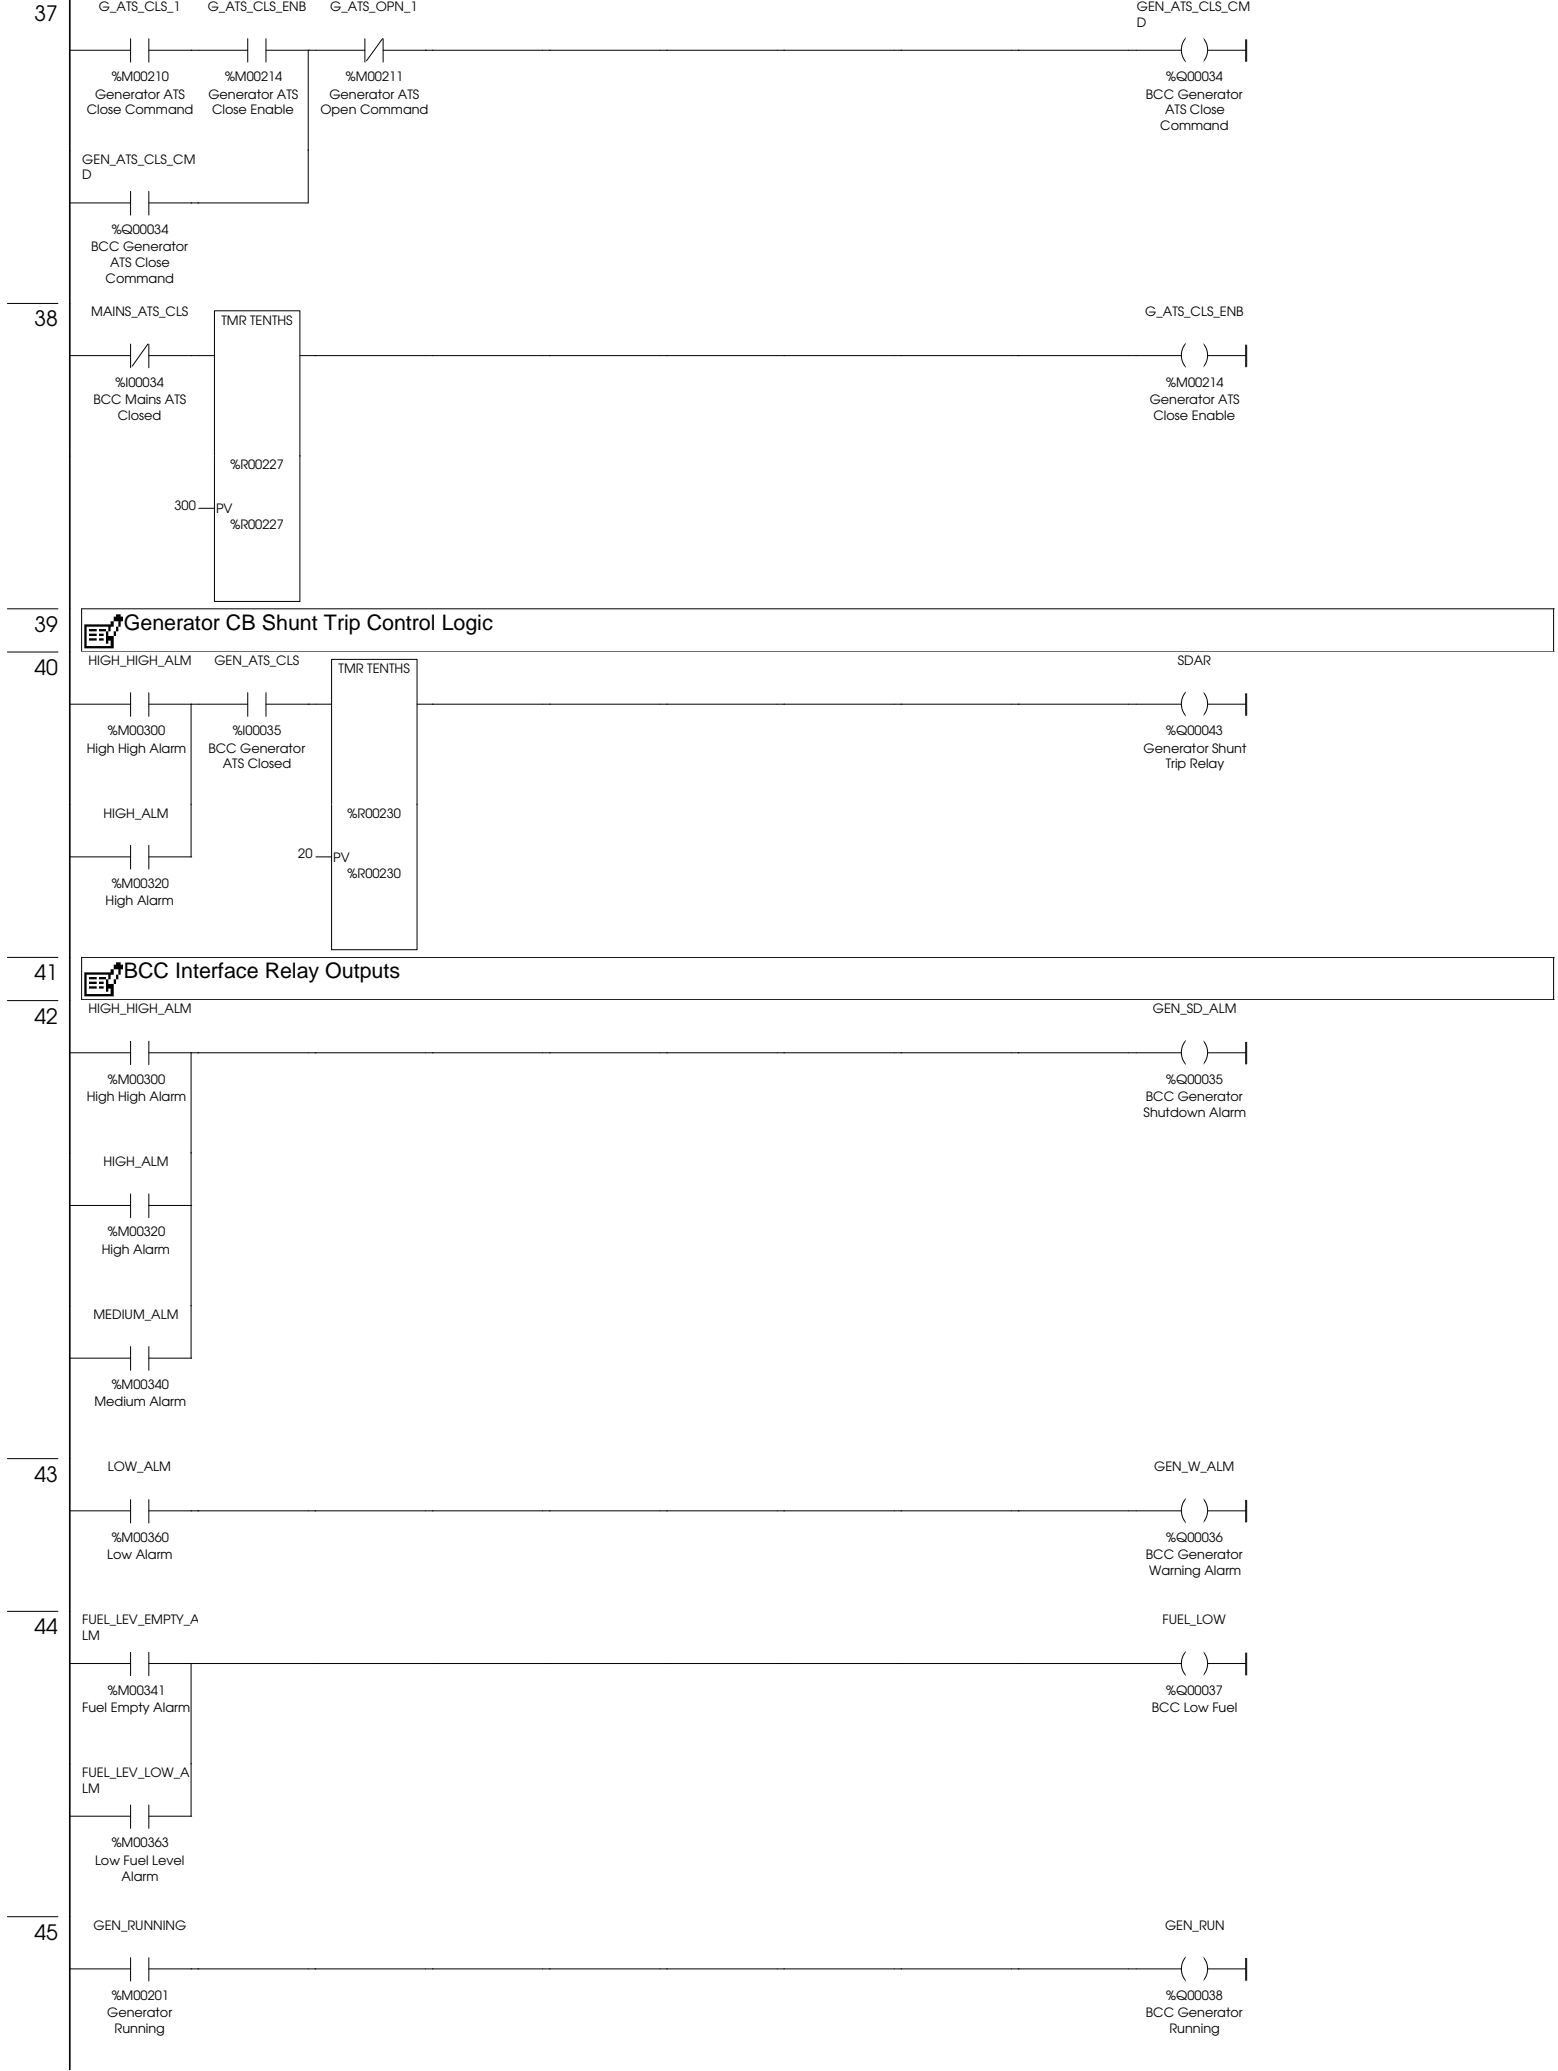 37
G_ATS_CLS_1 G_ATS_CLS_ENB G_ATS_OPN_1 GEN_ATS_CLS_CM
D
%M00210 %M00214 %M00211 %Q00034
Generator ATS Generator ATS Generator ATS BCC Generator
Close Command Close Enable Open Command ATS Close
Command
GEN_ATS_CLS_CM
D
%Q00034
BCC Generator
ATS Close
Command
38
MAINS_ATS_CLS TMR TENTHS G_ATS_CLS_ENB
%I00034 %M00214
BCC Mains ATS Generator ATS
Closed Close Enable
%R00227
300 PV
%R00227
39 Generator CB Shunt Trip Control Logic
40
HIGH_HIGH_ALM GEN_ATS_CLS TMR TENTHS SDAR
%M00300 %I00035 %Q00043
High High Alarm BCC Generator Generator Shunt
ATS Closed Trip Relay
HIGH_ALM %R00230
20 PV
%R00230
%M00320
High Alarm
41 BCC Interface Relay Outputs
42
HIGH_HIGH_ALM GEN_SD_ALM
%M00300 %Q00035
High High Alarm BCC Generator
Shutdown Alarm
HIGH_ALM
%M00320
High Alarm
MEDIUM_ALM
%M00340
Medium Alarm
43
LOW_ALM GEN_W_ALM
%M00360 %Q00036
Low Alarm BCC Generator
Warning Alarm
44
FUEL_LEV_EMPTY_A FUEL_LOW
LM
%M00341 %Q00037
Fuel Empty Alarm BCC Low Fuel
FUEL_LEV_LOW_A
LM
%M00363
Low Fuel Level
Alarm
45
GEN_RUNNING GEN_RUN
%M00201 %Q00038
Generator BCC Generator
Running Running